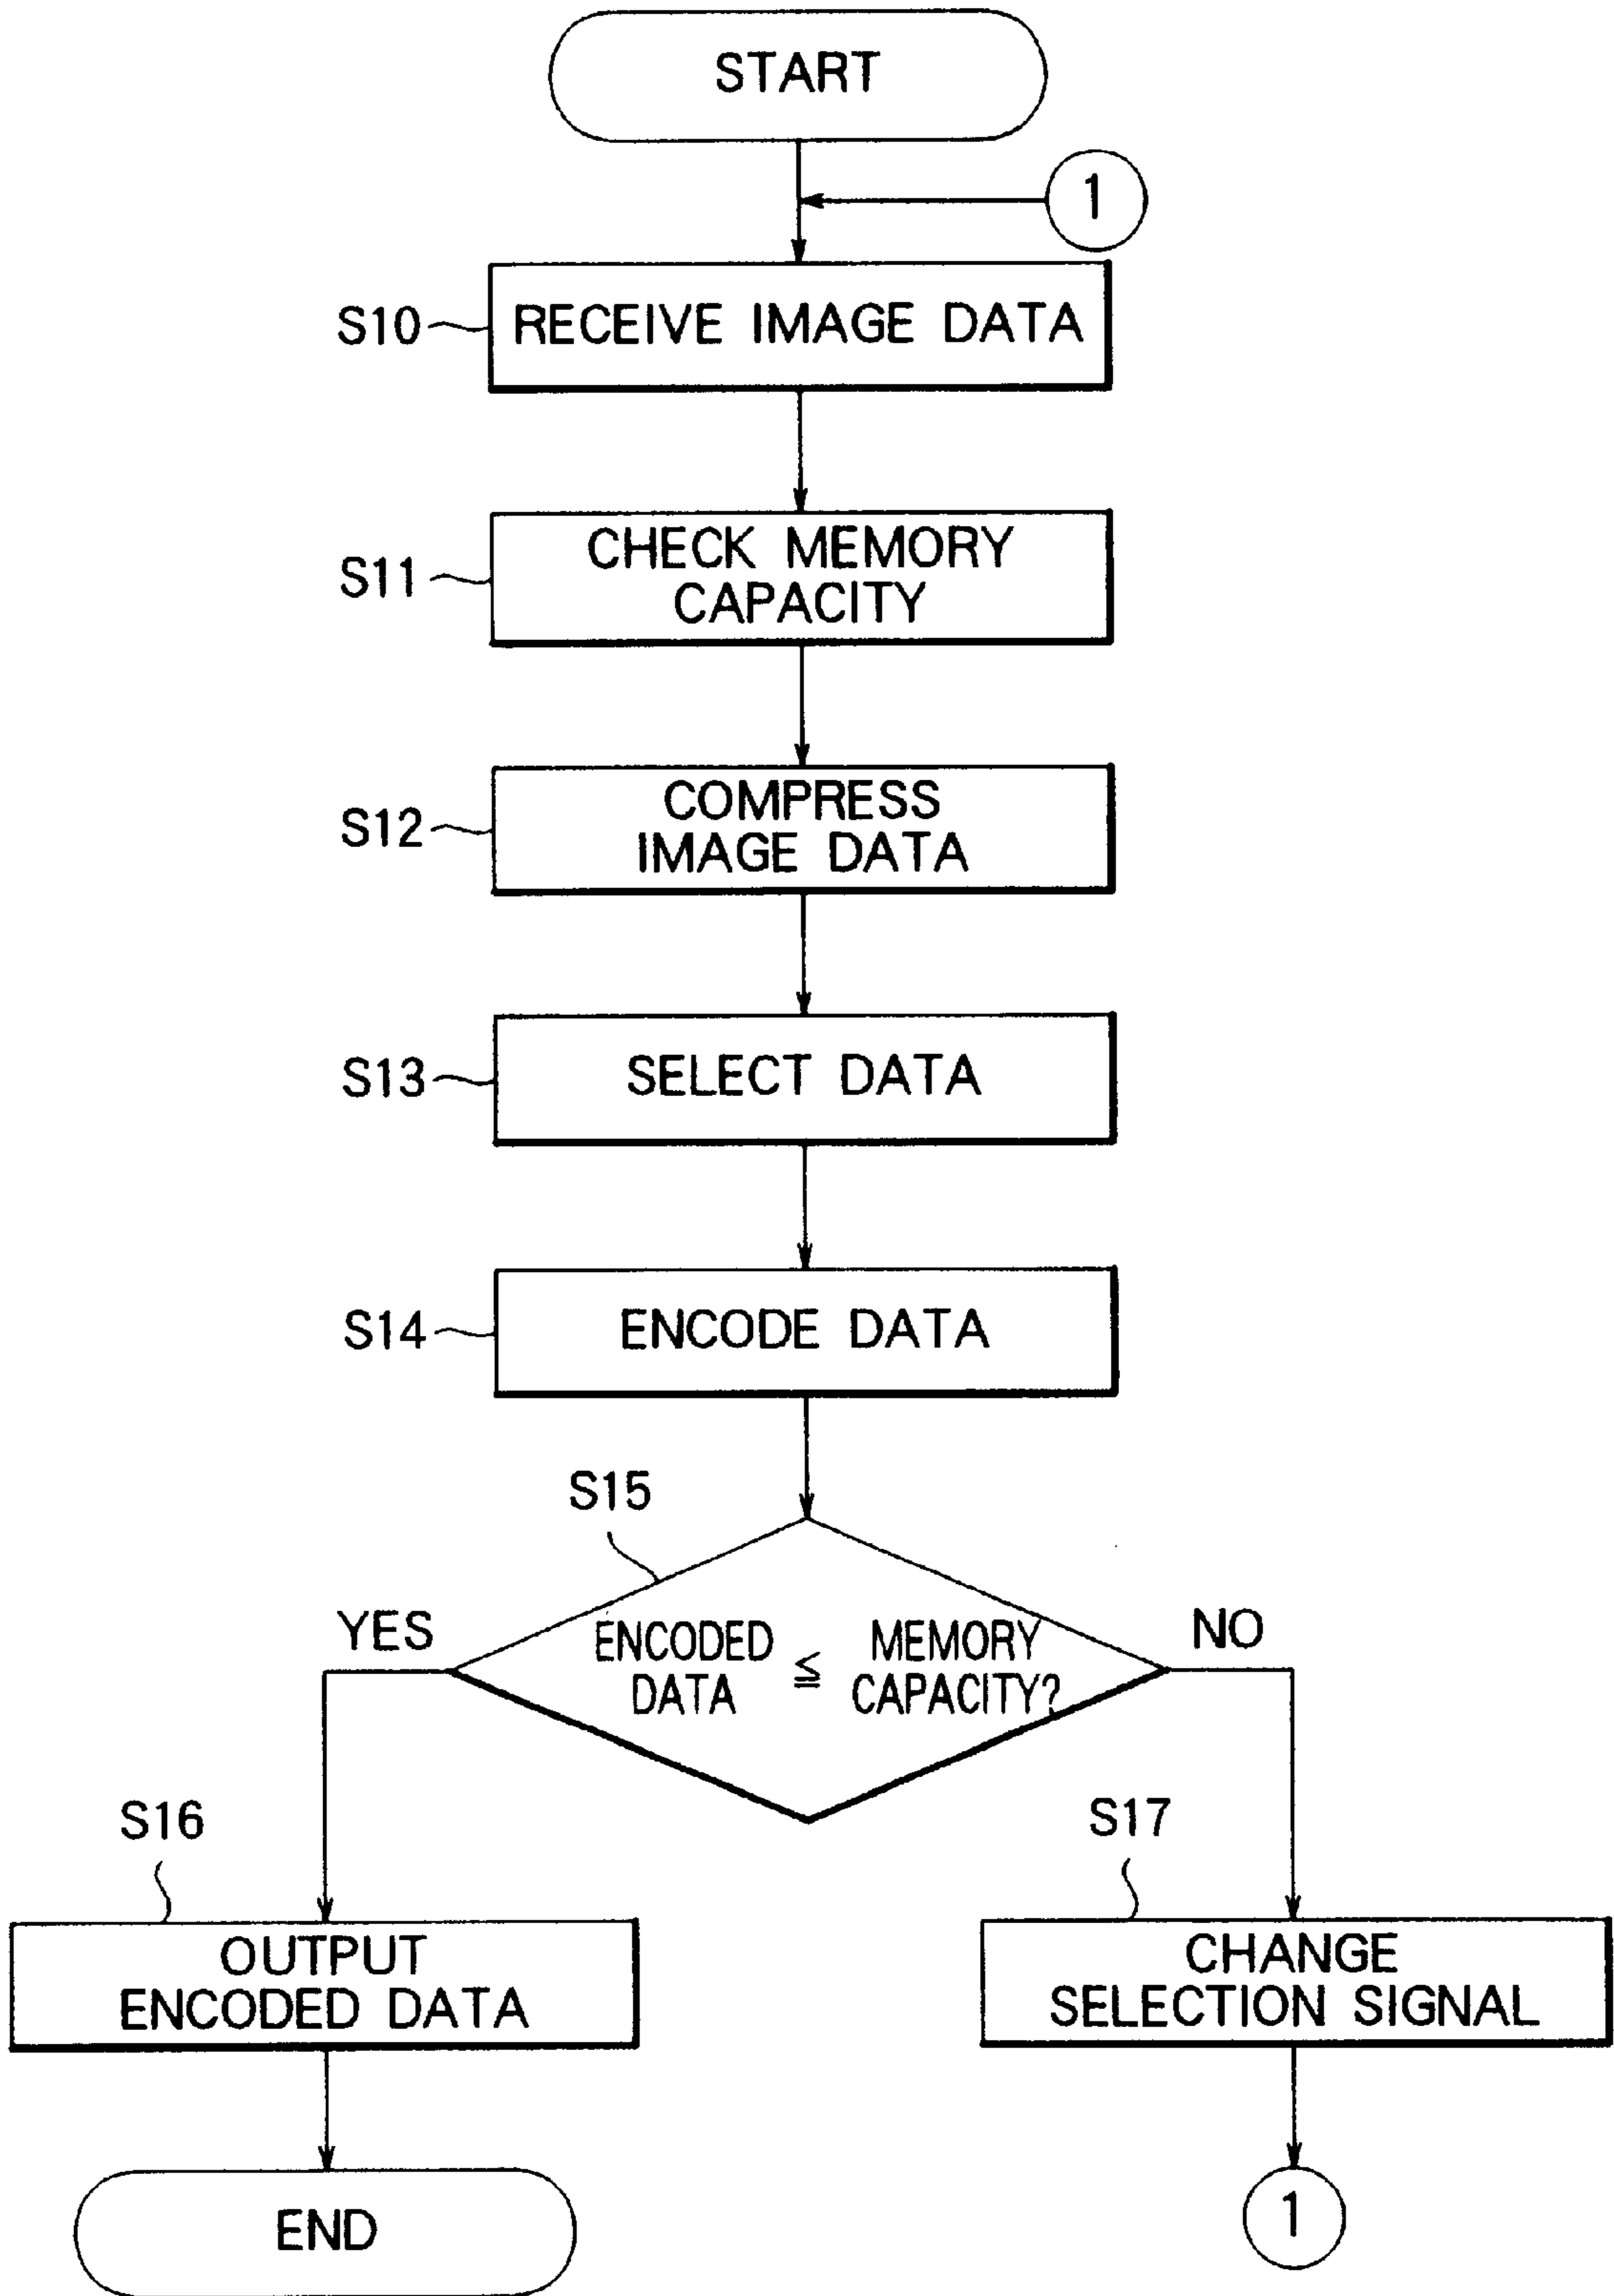 START
1
S10
RECEIVE IMAGE DATA
S11
CHECK MEMORY
CAPACITY
S12
COMPRESS
IMAGE DATA
S13
SELECT DATA
S14
ENCODE DATA
S15
YES
NO
ENCODED
DATA
≦
MEMORY
CAPACITY?
S16
OUTPUT
ENCODED DATA
S17
CHANGE
SELECTION SIGNAL
END
1